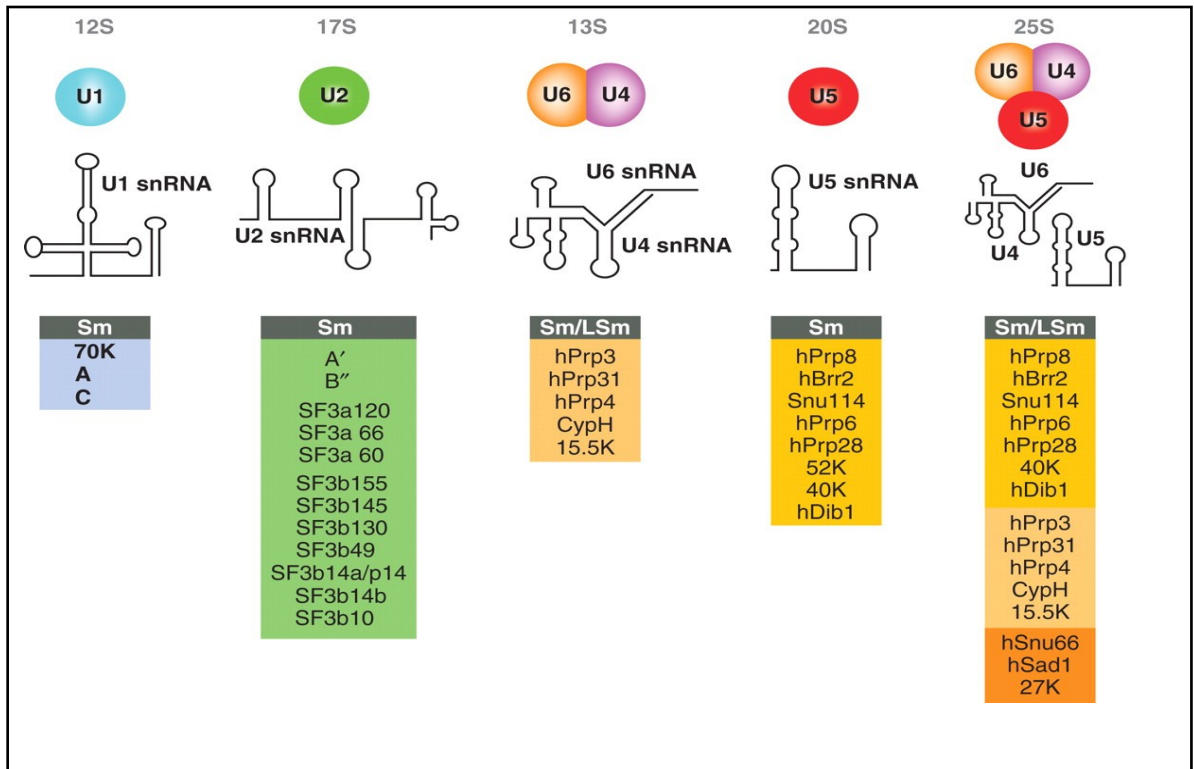 12S
17S
13S
20S
25S
U1
U2
U6
U4
U5
U6
U4
U5
U1 snRNA
U2 snRNA
U6 snRNA
U4 snRNA
U5 snRNA
U6
U4
U5
Sm
70K
A
C
Sm
A′
B″
SF3a120
SF3a 66
SF3a 60
SF3b155
SF3b145
SF3b130
SF3b49
SF3b14a/p14
SF3b14b
SF3b10
Sm/LSm
hPrp3
hPrp31
hPrp4
CypH
15.5K
Sm
hPrp8
hBrr2
Snu114
hPrp6
hPrp28
52K
40K
hDib1
Sm/LSm
hPrp8
hBrr2
Snu114
hPrp6
hPrp28
40K
hDib1
hPrp3
hPrp31
hPrp4
CypH
15.5K
hSnu66
hSad1
27K